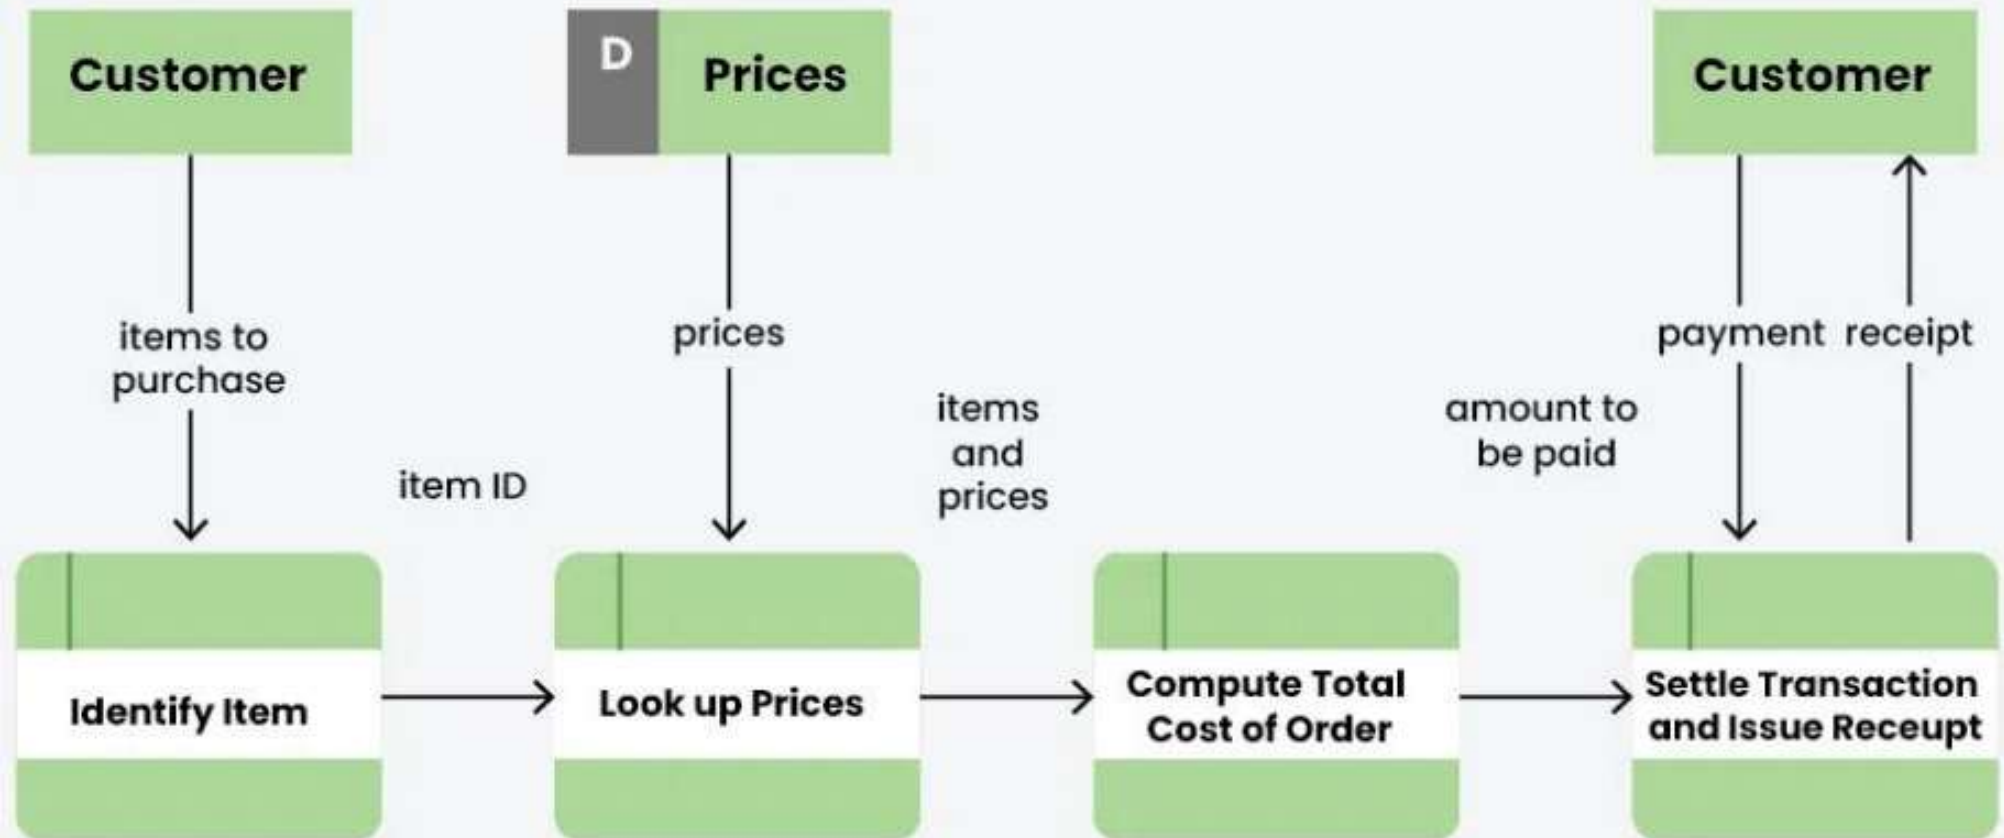 Customer
D
Prices
Customer
items to
purchase
prices
payment
receipt
item ID
items
and
prices
amount to
be paid
Identify Item
Look up Prices
Compute Total
Cost of Order
Settle Transaction
and Issue Receupt